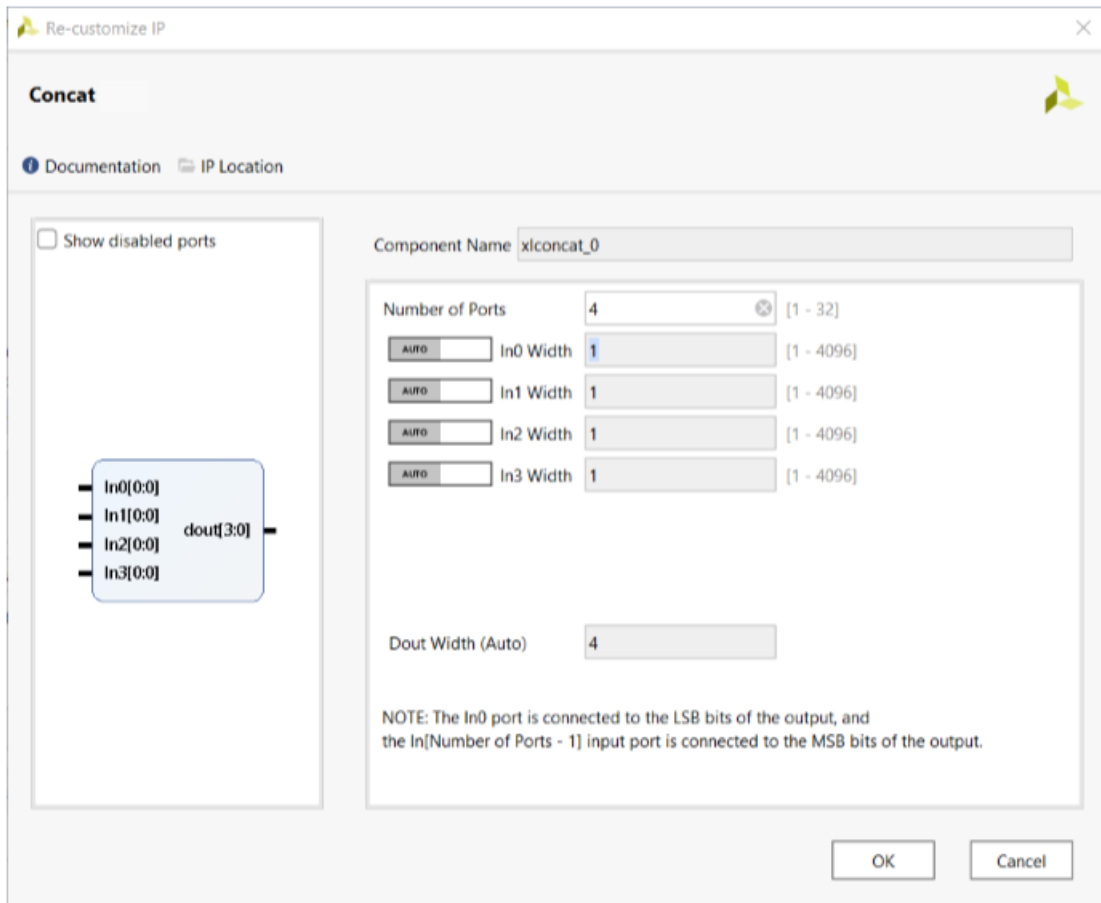 Re-customize IP
Concat
Documentation IP Location
Show disabled ports
In0[0:0]
In1[0:0]
dout[3:0]
In2[0:0]
In3[0:0]
Component Name xlconcat_0
Number of Ports 4 [1 - 32]
AUTO In0 Width 1 [1 - 4096]
AUTO In1 Width 1 [1 - 4096]
AUTO In2 Width 1 [1 - 4096]
AUTO In3 Width 1 [1 - 4096]
Dout Width (Auto) 4
NOTE: The In0 port is connected to the LSB bits of the output, and
the In[Number of Ports - 1] input port is connected to the MSB bits of the output.
OK Cancel